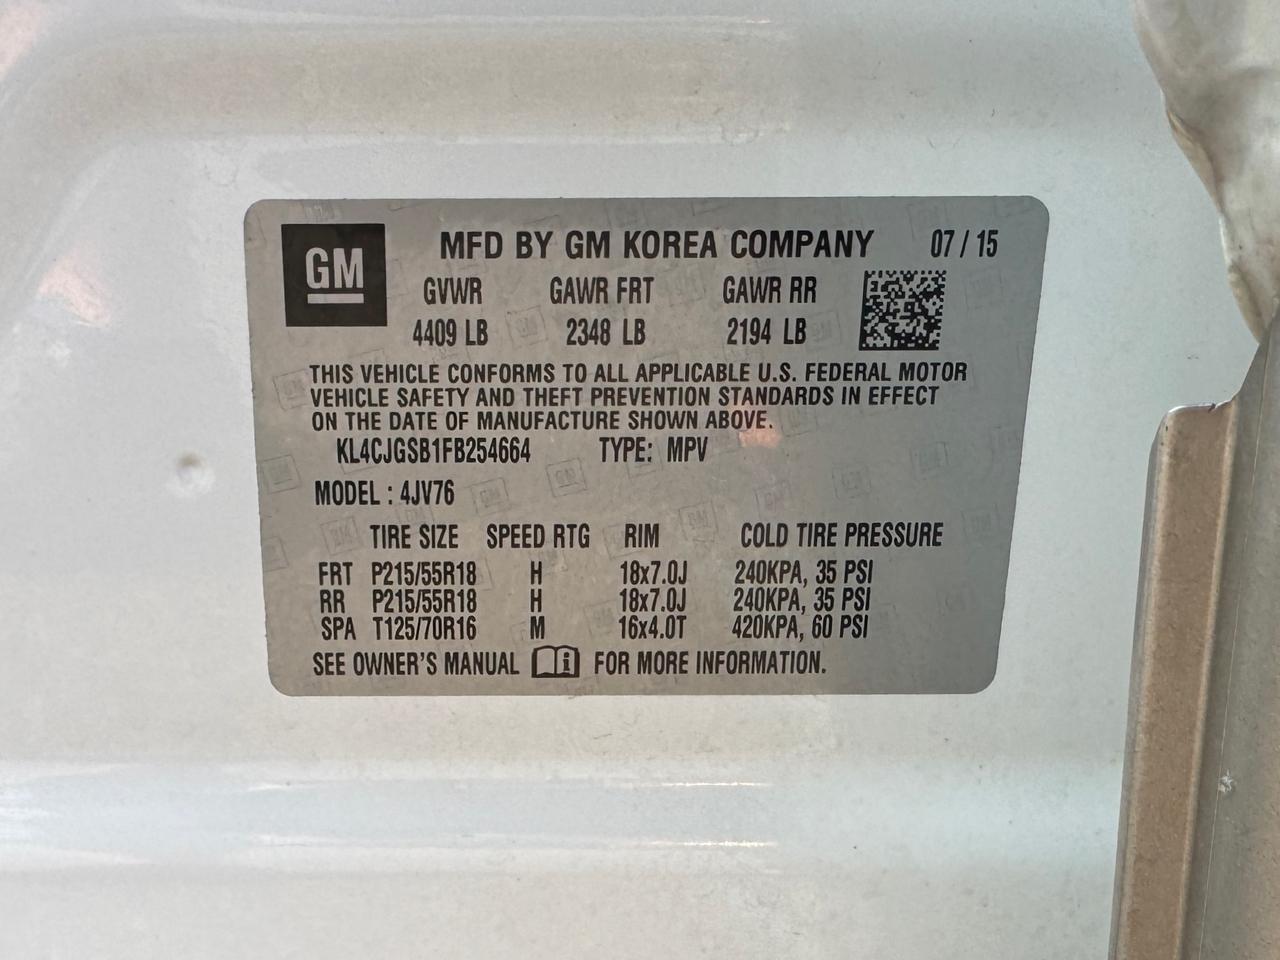 GM
MFD BY GM KOREA COMPANY 07 / 15
GVWR GAWR FRT GAWR RR
4409 LB 2348 LB 2194 LB
THIS VEHICLE CONFORMS TO ALL APPLICABLE U.S. FEDERAL MOTOR
VEHICLE SAFETY AND THEFT PREVENTION STANDARDS IN EFFECT
ON THE DATE OF MANUFACTURE SHOWN ABOVE.
KL4CJGSB1FB254664 TYPE: MPV
MODEL : 4JV76
TIRE SIZE SPEED RTG RIM COLD TIRE PRESSURE
FRT P215/55R18 H 18x7.0J 240KPA, 35 PSI
RR P215/55R18 H 18x7.0J 240KPA, 35 PSI
SPA T125/70R16 M 16x4.0T 420KPA, 60 PSI
SEE OWNER'S MANUAL i FOR MORE INFORMATION.